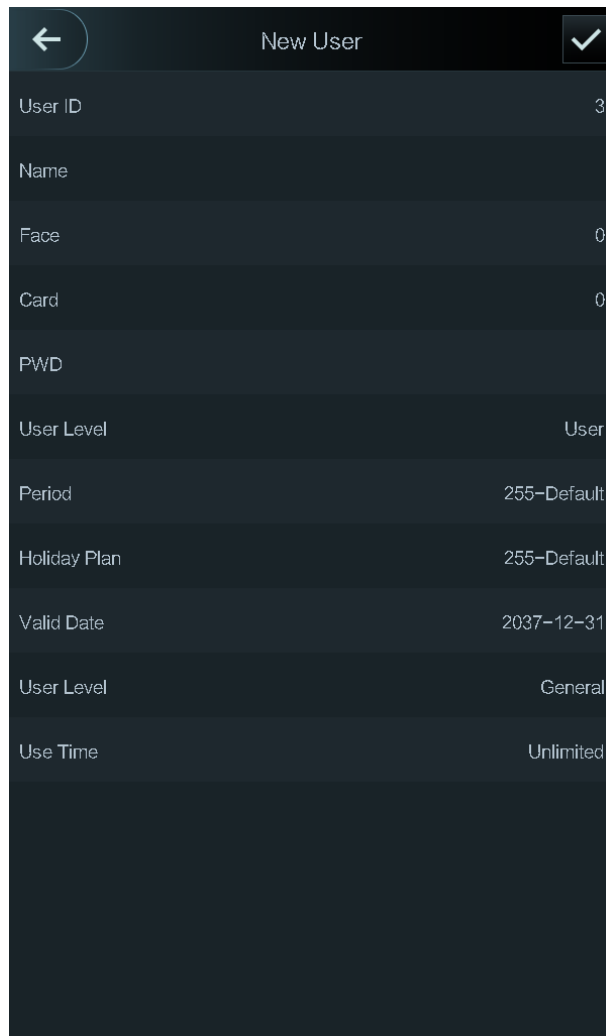 New User
User ID 3
Name
Face 0
Card 0
PWD
User Level User
Period 255-Default
Holiday Plan 255-Default
Valid Date 2037-12-31
User Level General
Use Time Unlimited